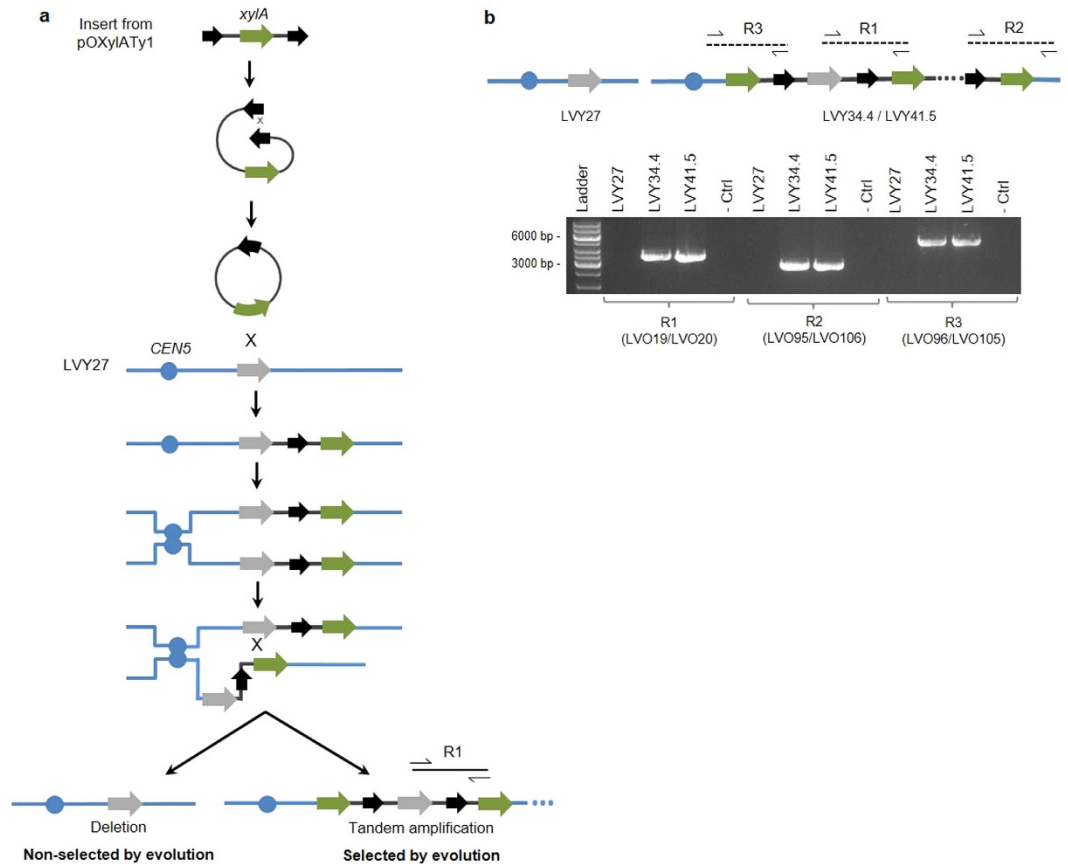 a
Insert from
pOXylATy1
xylA
x
X
CEN5
LVY27
X
R1
Deletion
Tandem amplification
Non-selected by evolution
Selected by evolution
b
R3
R1
R2
LVY27
LVY34.4 / LVY41.5
Ladder
LVY27
LVY34.4
LVY41.5
- Ctrl
LVY27
LVY34.4
LVY41.5
- Ctrl
LVY27
LVY34.4
LVY41.5
- Ctrl
6000 bp -
3000 bp -
R1
(LVO19/LVO20)
R2
(LVO95/LVO106)
R3
(LVO96/LVO105)